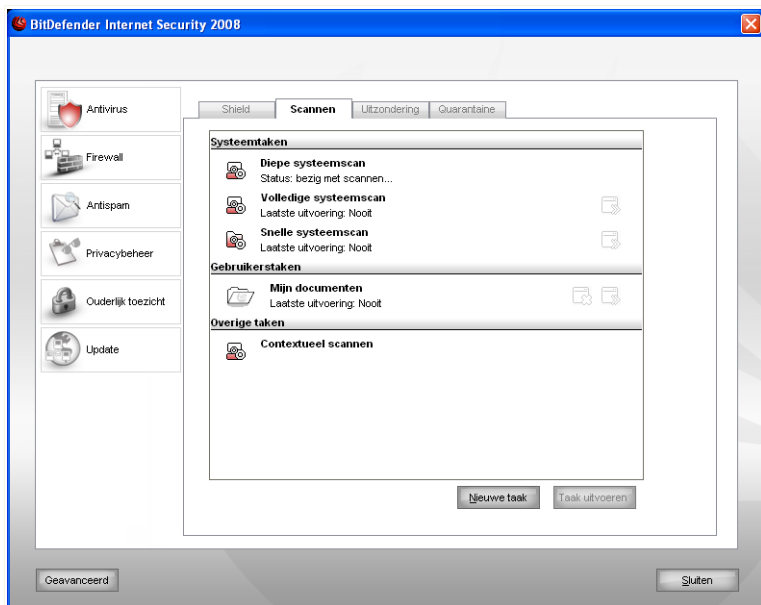 BitDefender Internet Security 2008
Antivirus
Firewall
Antispam
Privacybeheer
Ouderlijk toezicht
Update
Shield
Scannen
Uitzondering
Quarantaine
Systeemtaken
Diepe systeemscan
Status: bezig met scannen...
Volledige systeemscan
Laatste uitvoering: Nooit
Snelle systeemscan
Laatste uitvoering: Nooit
Gebruikerstaken
Mijn documenten
Laatste uitvoering: Nooit
Overige taken
Contextueel scannen
Nieuwe taak
Taak uitvoeren
Geavanceerd
Sluiten